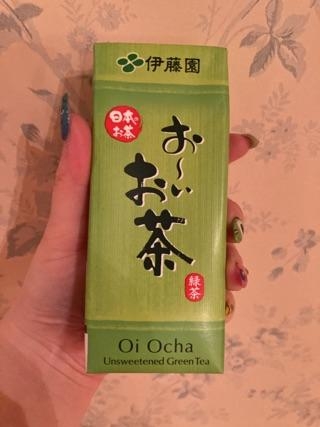 伊藤園
日本の
お茶
お～い
お茶
緑茶
Oi Ocha
Unsweetened Green Tea